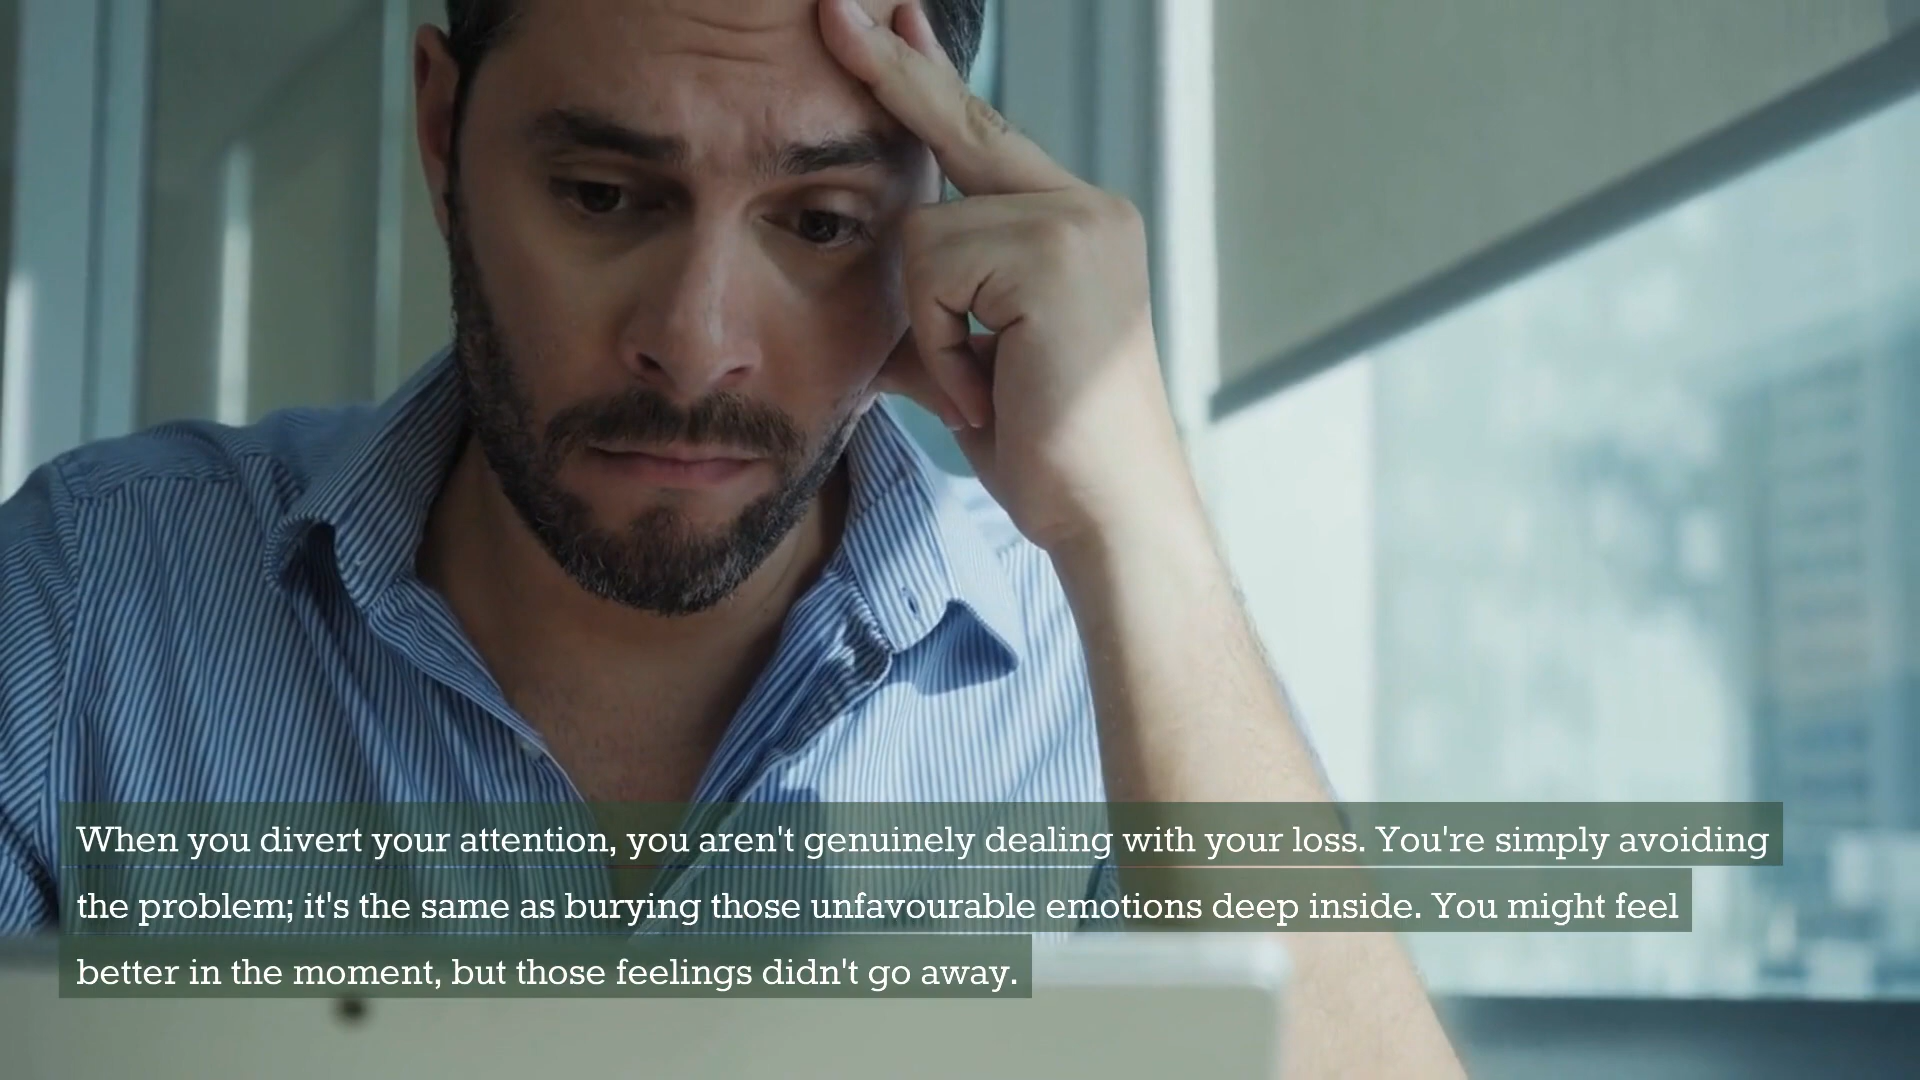 When you divert your attention, you aren't genuinely dealing with your loss. You're simply avoiding
the problem; it's the same as burying those unfavourable emotions deep inside. You might feel
better in the moment, but those feelings didn't go away.